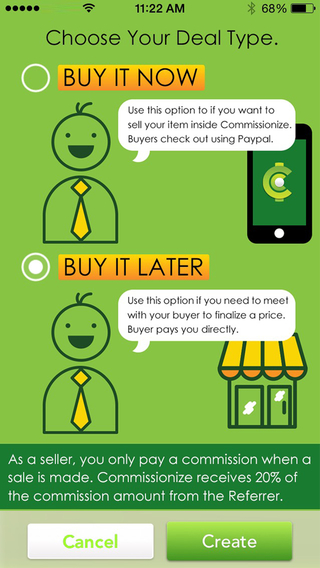 11:22 AM
68%
Choose Your Deal Type.
BUY IT NOW
Use this option to if you want to
sell your item inside Commissionize.
Buyers check out using Paypal.
BUY IT LATER
Use this option if you need to meet
with your buyer to finalize a price.
Buyer pays you directly.
As a seller, you only pay a commission when a
sale is made. Commissionize receives 20% of
the commission amount from the Referrer.
Cancel
Create